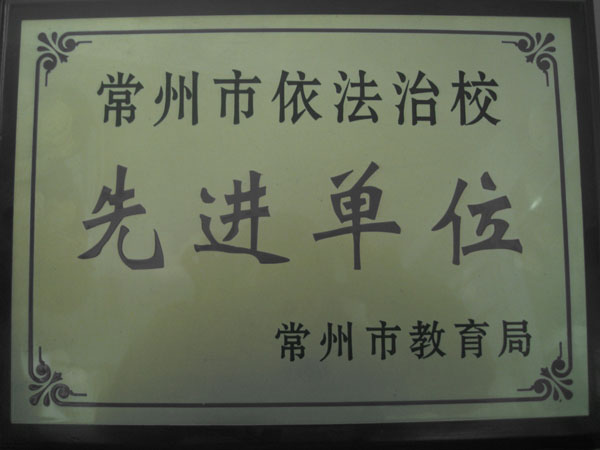 常州市依法治校
先进单位
常州市教育局